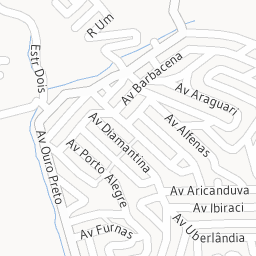 R Um
Estr. Dois
Av Barbacena
Av Araguari
Av Alfenas
Av Diamantina
Av Ouro Preto
Av Porto Alegre
Av Aricanduva
Av Ibiraci
Av Uberlândia
Av Furnas